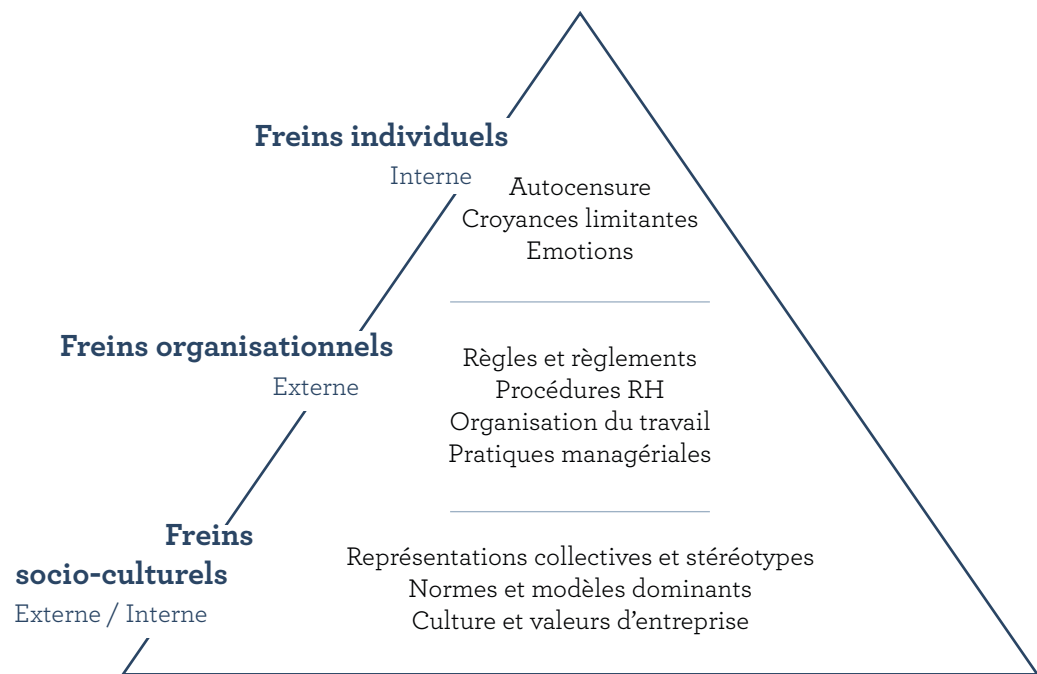 Freins individuels
Interne
Autocensure
Croyances limitantes
Emotions
Freins organisationnels
Externe
Règles et règlements
Procédures RH
Organisation du travail
Pratiques managériales
Freins
socio-culturels
Externe / Interne
Représentations collectives et stéréotypes
Normes et modèles dominants
Culture et valeurs d’entreprise